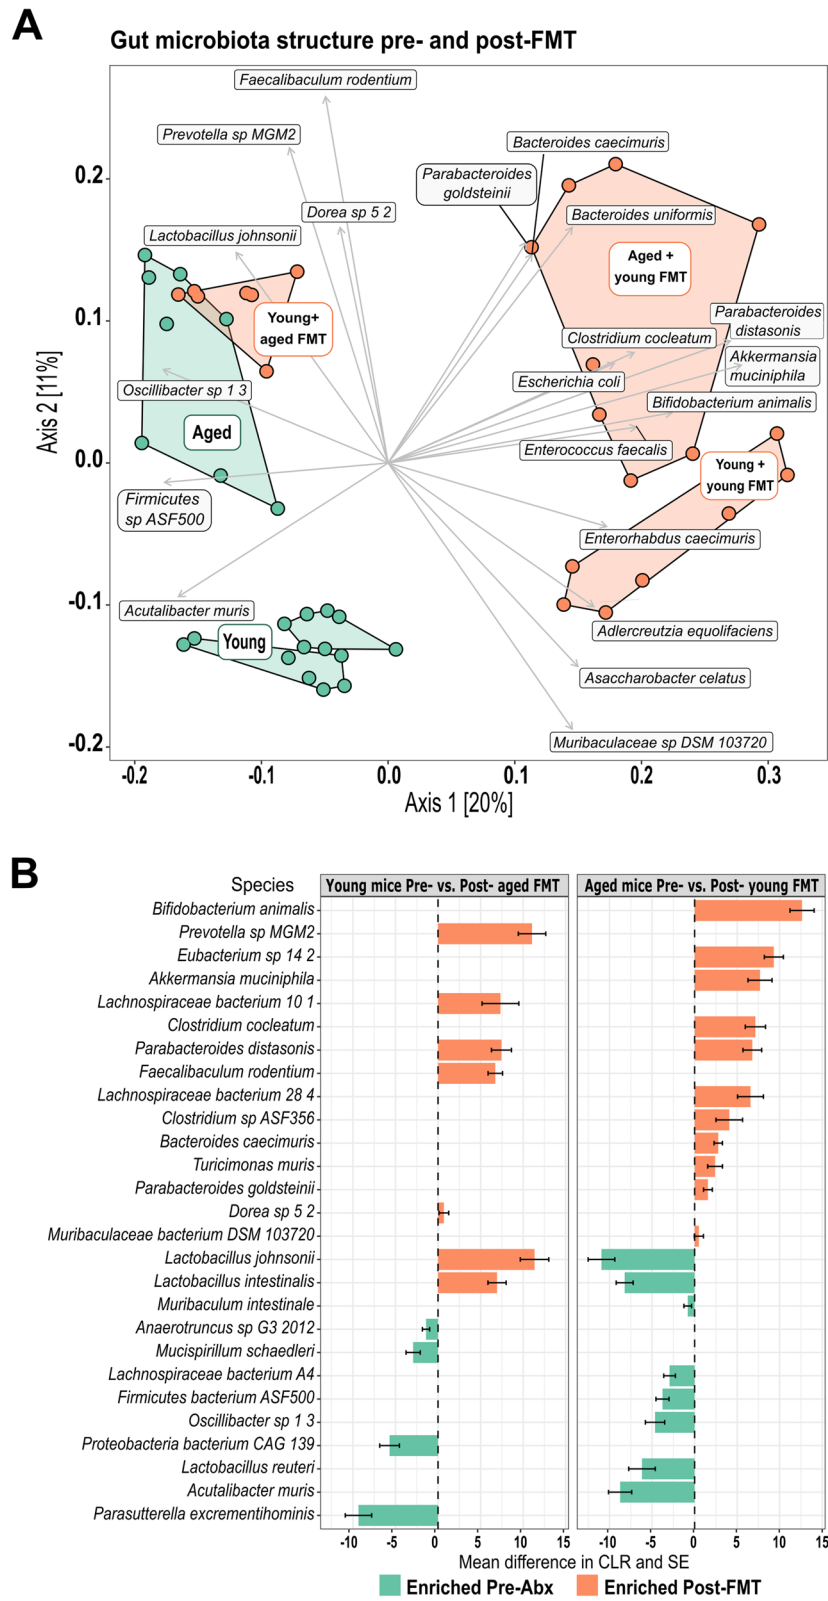 A
Gut microbiota structure pre- and post-FMT
Faecalibaculum rodentium
Prevotella sp MGM2
Bacteroides caecimuris
Parabacteroides
goldsteinii
Dorea sp 5 2
Bacteroides uniformis
Lactobacillus johnsonii
Aged +
young FMT
Young+
aged FMT
Parabacteroides
distasonis
Clostridium cocleatum
Akkermansia
muciniphila
Escherichia coli
Oscillibacter sp 1 3
Bifidobacterium animalis
Aged
Enterococcus faecalis
Young +
young FMT
Firmicutes
sp ASF500
Enterorhabdus caecimuris
Acutalibacter muris
Adlercreutzia equolifaciens
Young
Asaccharobacter celatus
Muribaculaceae sp DSM 103720
0.2
0.1
0.0
-0.1
-0.2
Axis 2 [11%]
-0.2 -0.1 0.0 0.1 0.2 0.3
Axis 1 [20%]
B
Species
Young mice Pre- vs. Post- aged FMT
Aged mice Pre- vs. Post- young FMT
Bifidobacterium animalis
Prevotella sp MGM2
Eubacterium sp 14 2
Akkermansia muciniphila
Lachnospiraceae bacterium 10 1
Clostridium cocleatum
Parabacteroides distasonis
Faecalibaculum rodentium
Lachnospiraceae bacterium 28 4
Clostridium sp ASF356
Bacteroides caecimuris
Turicimonas muris
Parabacteroides goldsteinii
Dorea sp 5 2
Muribaculaceae bacterium DSM 103720
Lactobacillus johnsonii
Lactobacillus intestinalis
Muribaculum intestinale
Anaerotruncus sp G3 2012
Mucispirillum schaedleri
Lachnospiraceae bacterium A4
Firmicutes bacterium ASF500
Oscillibacter sp 1 3
Proteobacteria bacterium CAG 139
Lactobacillus reuteri
Acutalibacter muris
Parasutterella excrementihominis
-10 -5 0 5 10 15
-10 -5 0 5 10 15
Mean difference in CLR and SE
Enriched Pre-Abx
Enriched Post-FMT